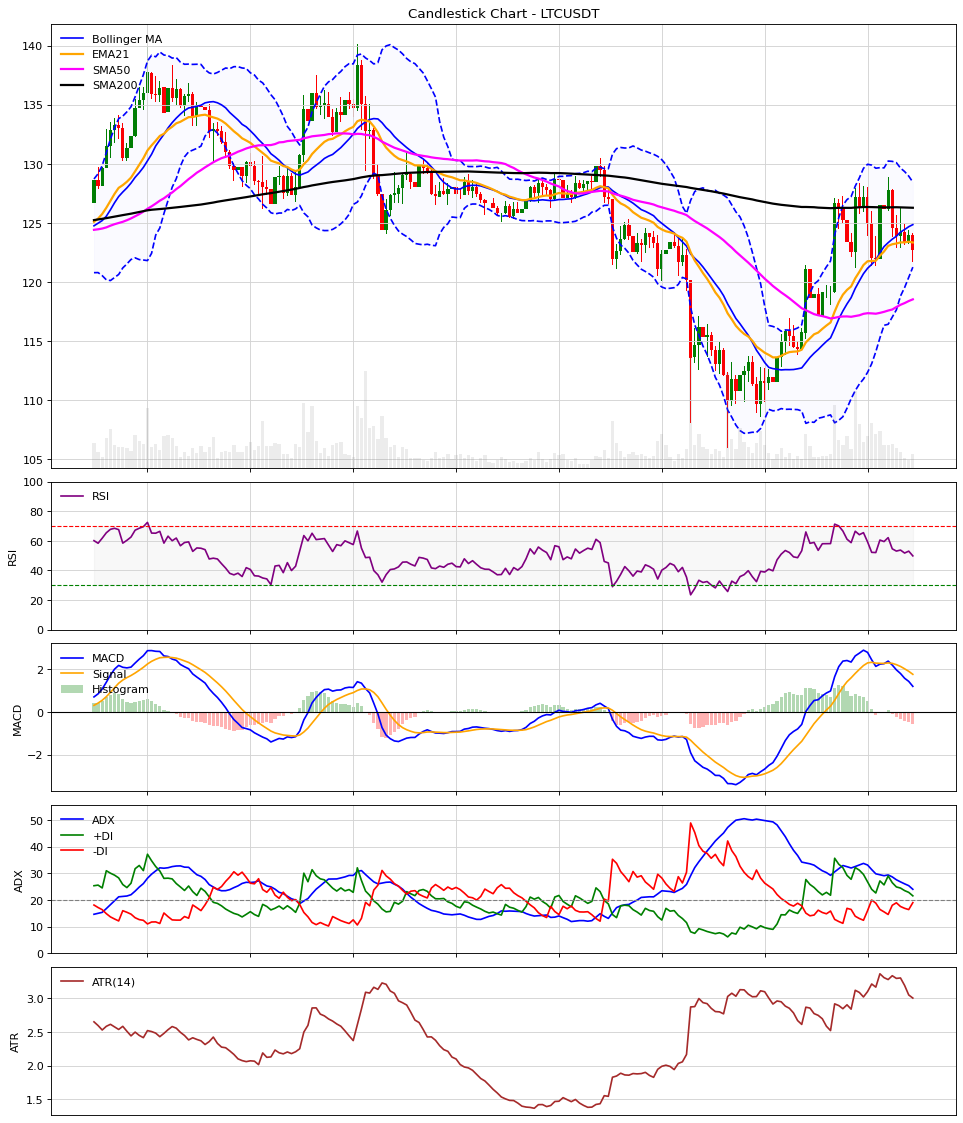 Candlestick Chart - LTCUSDT
Bollinger MA
EMA21
SMA50
SMA200
140
135
130
125
120
115
110
105
RSI
100
80
60
40
20
0
RSI
MACD
Signal
Histogram
2
0
−2
MACD
ADX
+DI
-DI
50
40
30
20
10
0
ADX
ATR(14)
3.0
2.5
2.0
1.5
ATR